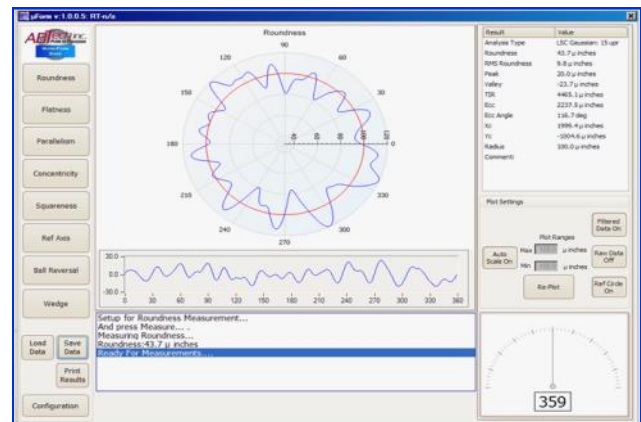 µForm v:1.0.0.5: RT-n/e
ABTech inc.
Roundness
Flatness
Parallelism
Concentricity
Squareness
Ref Axis
Ball Reversal
Wedge
Load Data
Save Data
Print Results
Configuration
Roundness
90
120
60
150
30
180
0
210
330
240
300
270
40
60
80
100
120
30.0
0.0
-30.0
0 30 60 90 120 150 180 210 240 270 300 330 360
Setup for Roundness Measurement...
And press Measure... .
Measuring Roundness...
Roundness:43.7 µ inches
Ready For Measurements....
Result Value
Analysis Type LSC Gaussian: 15 upr
Roundness 43.7 µ inches
RMS Roundness 9.8 µ inches
Peak 20.0 µ inches
Valley -23.7 µ inches
TIR 4465.1 µ inches
Ecc 2237.5 µ inches
Ecc Angle 116.7 deg
Xc 1999.4 µ inches
Yc -1004.6 µ inches
Radius 100.0 µ inches
Comment:
Plot Settings
Filtered Data On
Plot Ranges
Auto Scale On
Max
µ inches
Raw Data Off
Min
µ inches
Re-Plot
Ref Circle On
359